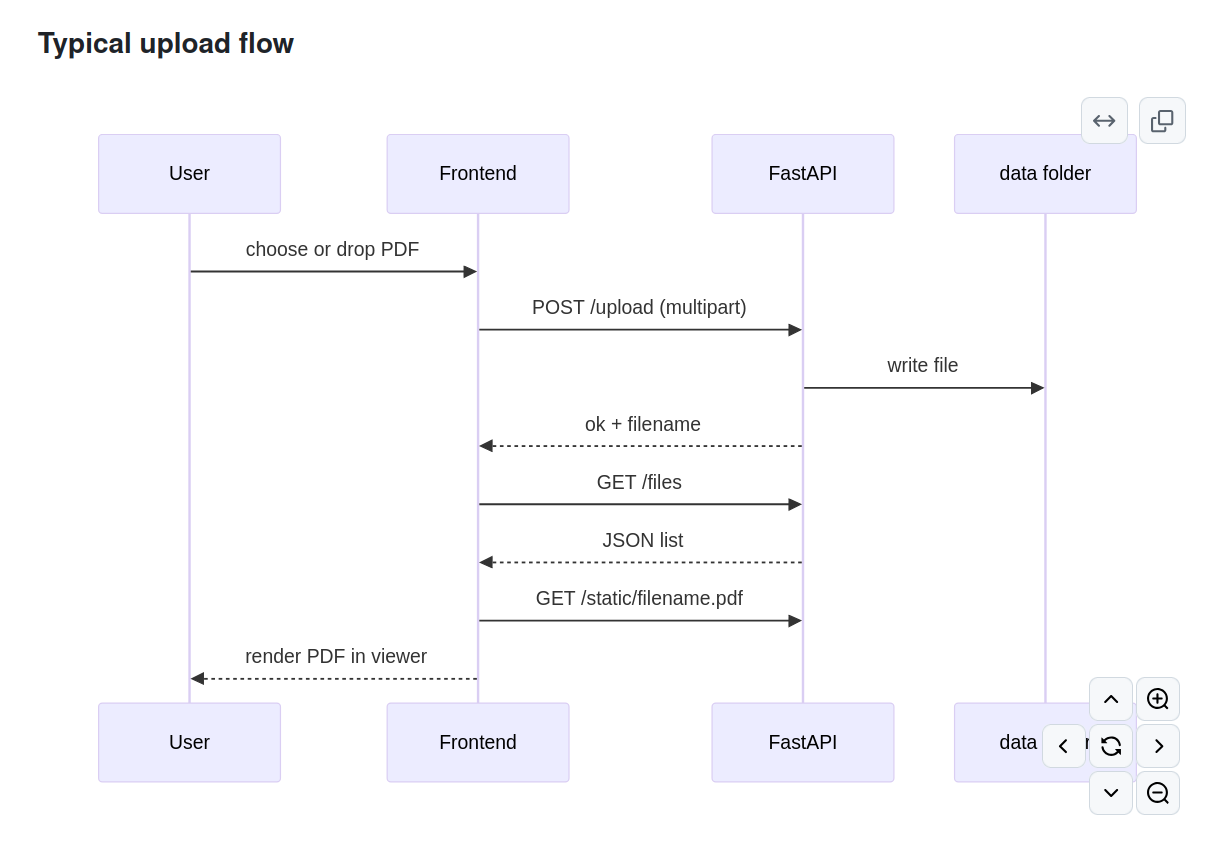 Typical upload flow
User
Frontend
FastAPI
data folder
choose or drop PDF
POST /upload (multipart)
write file
ok + filename
GET /files
JSON list
GET /static/filename.pdf
render PDF in viewer
User
Frontend
FastAPI
data